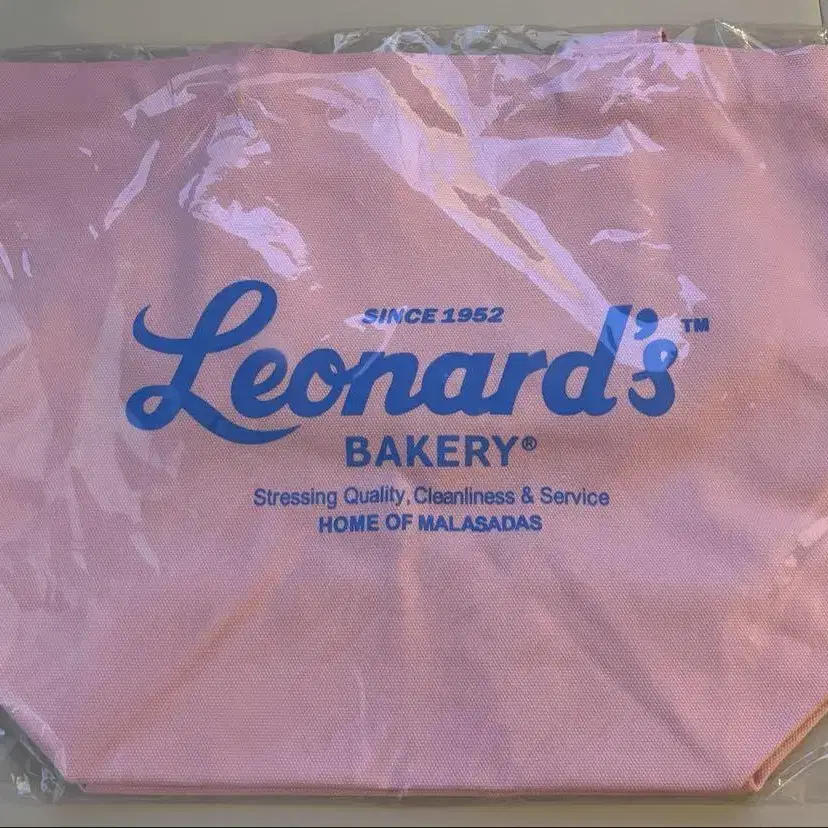 SINCE 1952
Leonard's™
BAKERY®
Stressing Quality, Cleanliness & Service
HOME OF MALASADAS